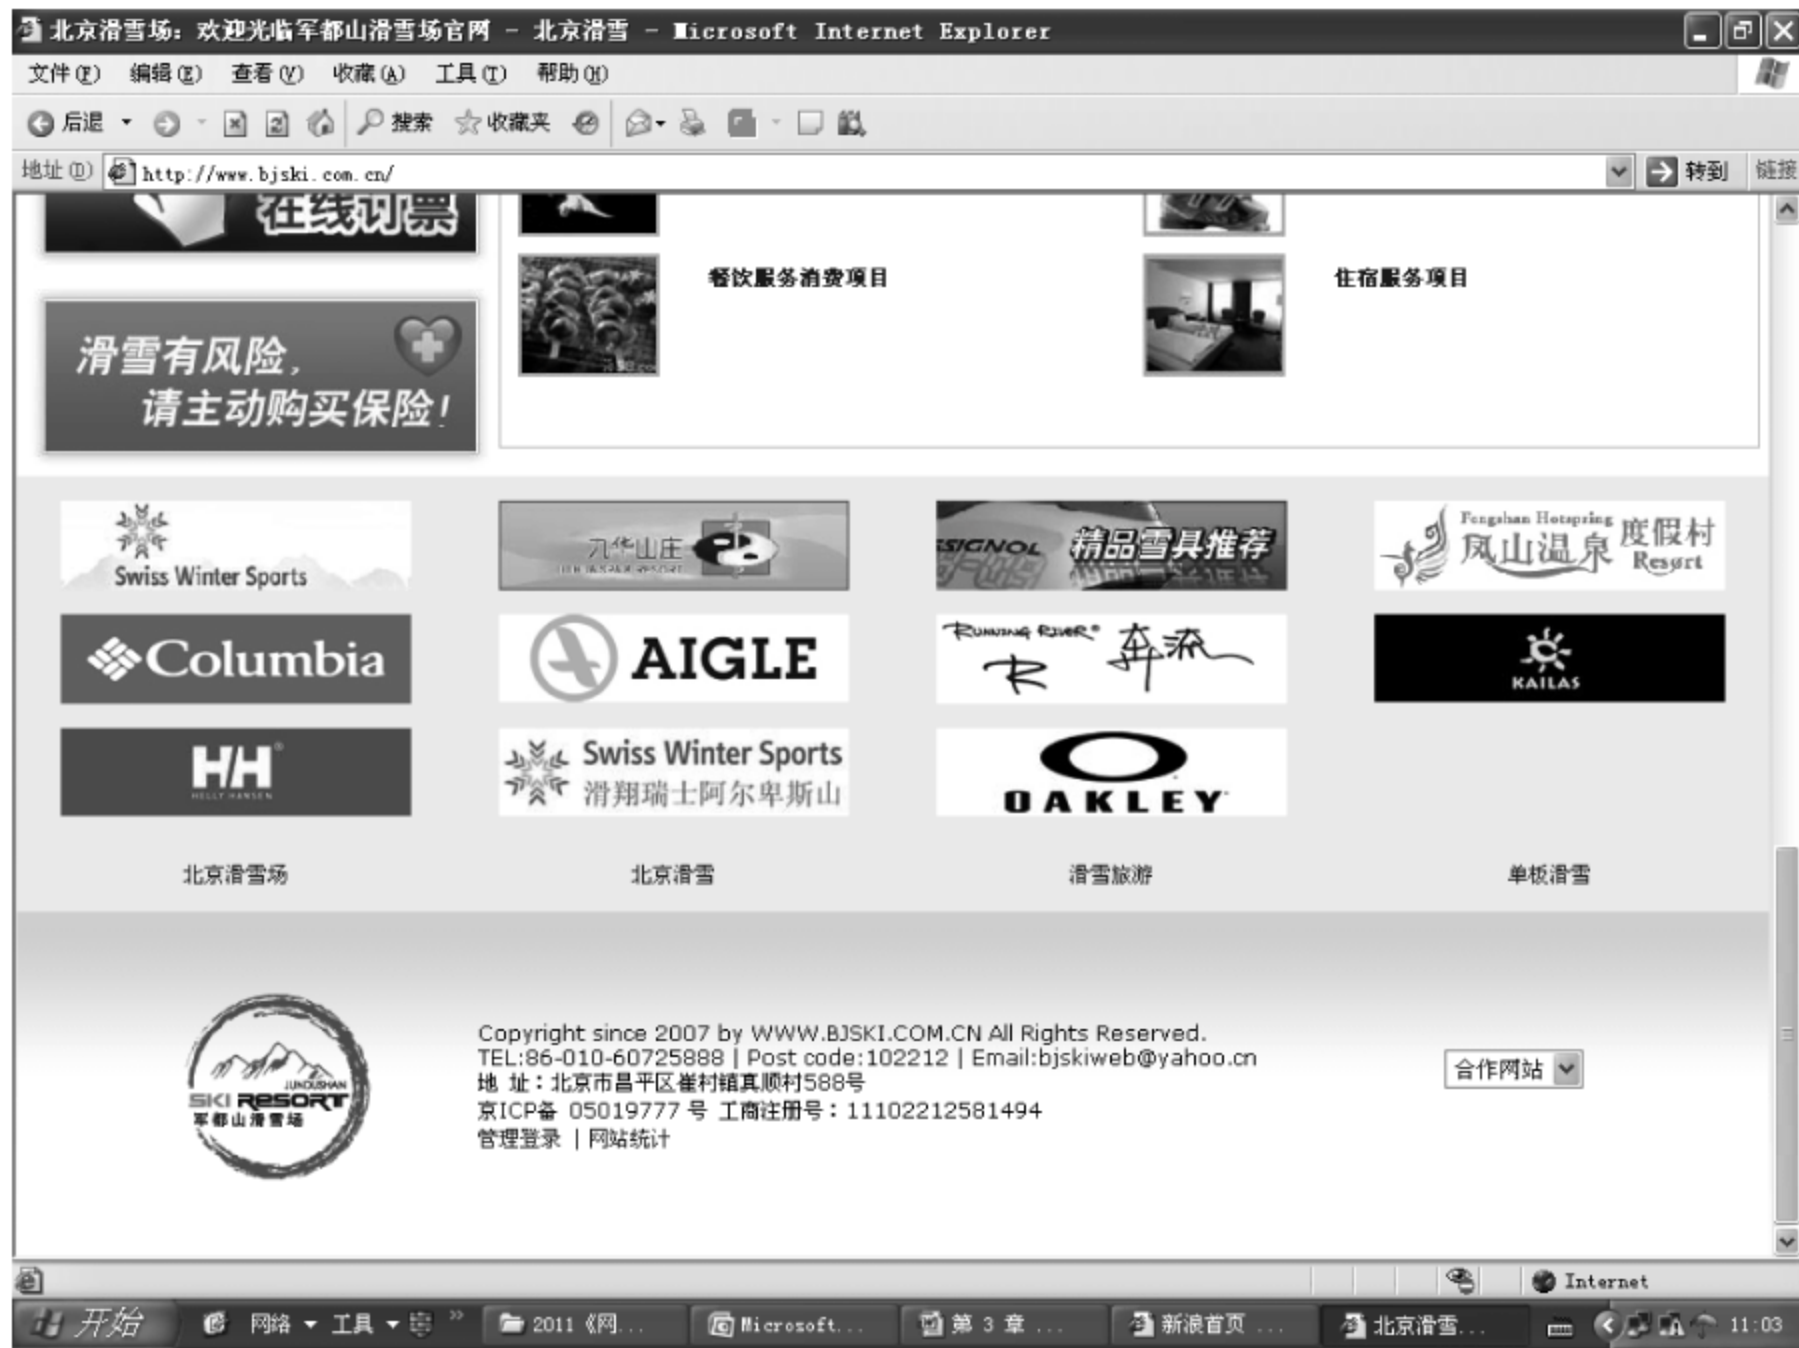 北京滑雪场：欢迎光临军都山滑雪场官网 - 北京滑雪 - Microsoft Internet Explorer
文件(F) 编辑(E) 查看(V) 收藏(A) 工具(T) 帮助(H)
后退 搜索 收藏夹
地址(D) http://www.bjski.com.cn/ 转到 链接
在线订票
餐饮服务消费项目 住宿服务项目
滑雪有风险，
请主动购买保险！
Swiss Winter Sports
九华山庄
SSIGNOL 精品雪具推荐
Fengshan Hotspring 度假村
凤山温泉 Resort
Columbia
AIGLE
RUNNING RIVER® 奔流
KAILAS
HH®
HELLY HANSEN
Swiss Winter Sports
滑翔瑞士阿尔卑斯山
OAKLEY
北京滑雪场 北京滑雪 滑雪旅游 单板滑雪
JUNDUSHAN
SKI RESORT
军都山滑雪场
Copyright since 2007 by WWW.BJSKI.COM.CN All Rights Reserved.
TEL:86-010-60725888 | Post code:102212 | Email:bjskiweb@yahoo.cn
地 址：北京市昌平区崔村镇真顺村588号
京ICP备 05019777 号 工商注册号：11102212581494
管理登录 | 网站统计
合作网站
Internet
开始 网络 工具 » 2011《网... Microsoft... 第 3 章 ... 新浪首页 ... 北京滑雪... 11:03